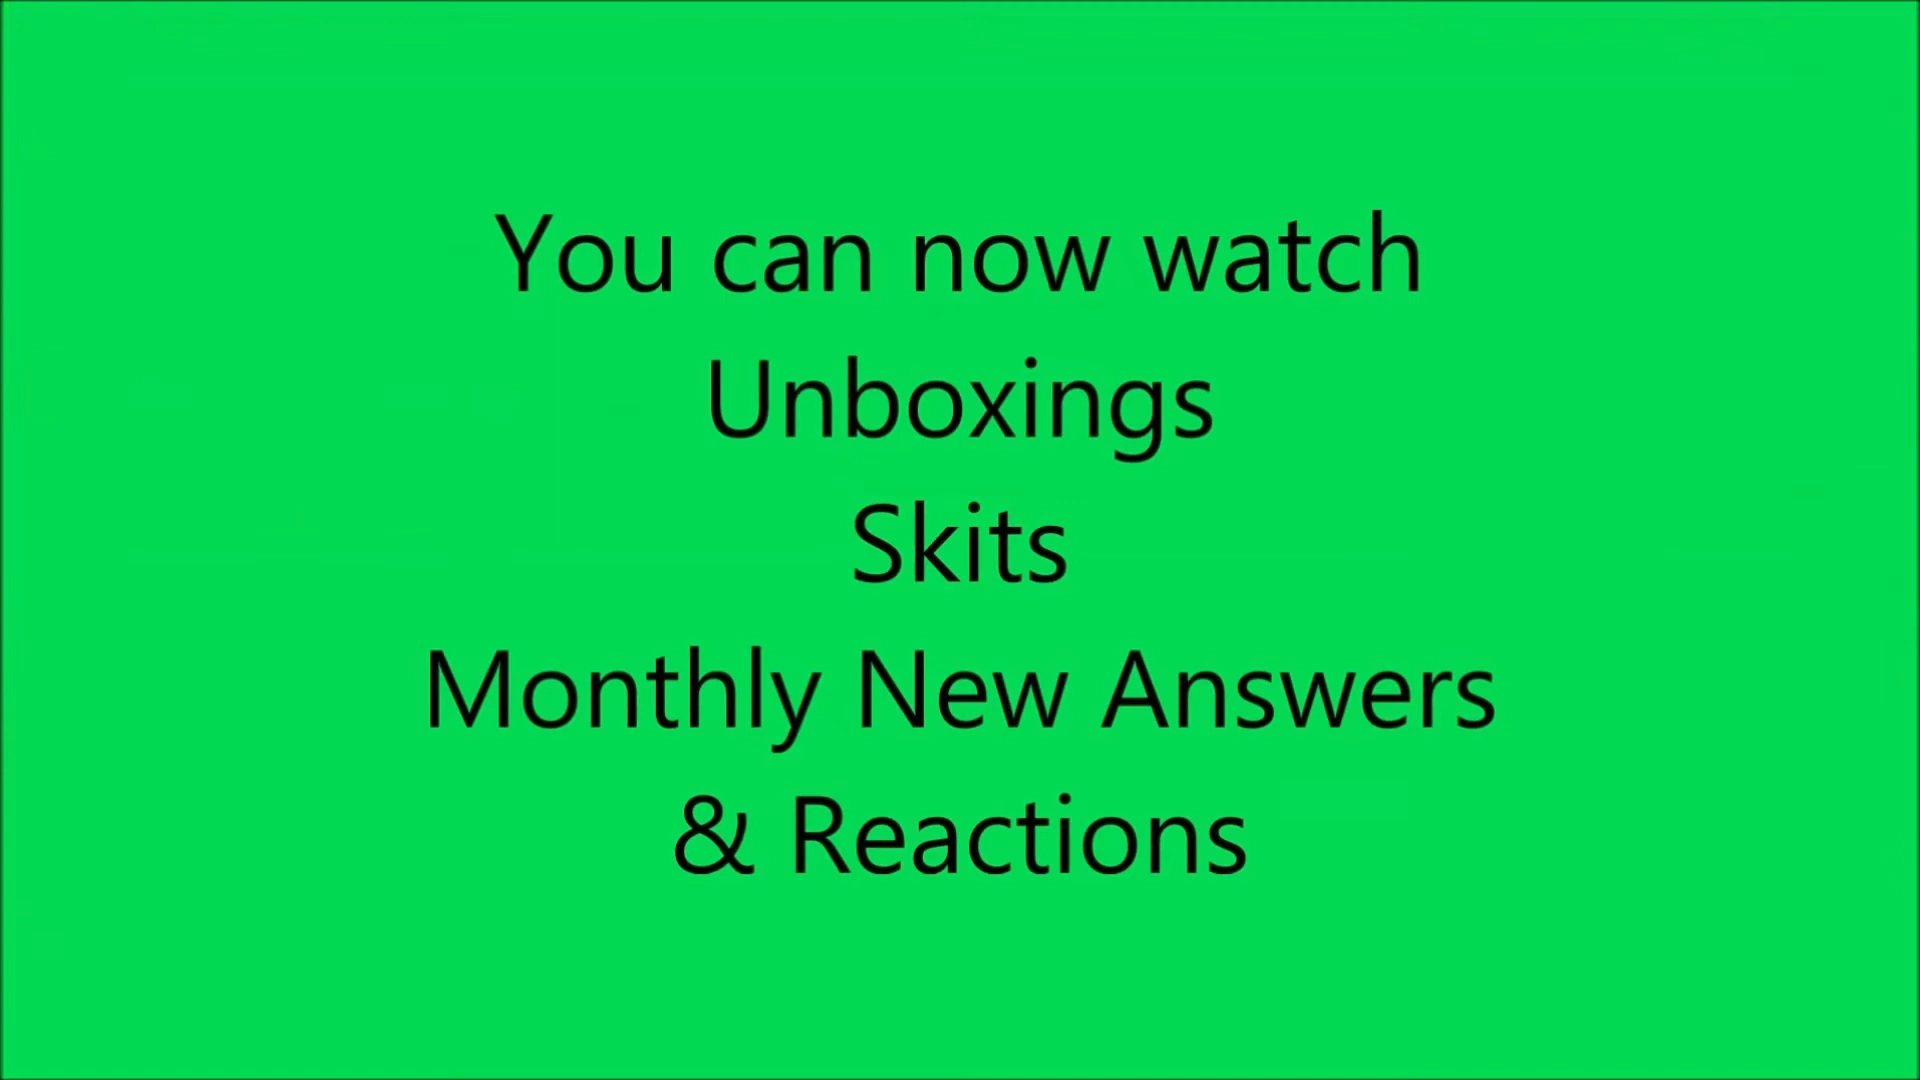 You can now watch
Unboxings
Skits
Monthly New Answers
& Reactions